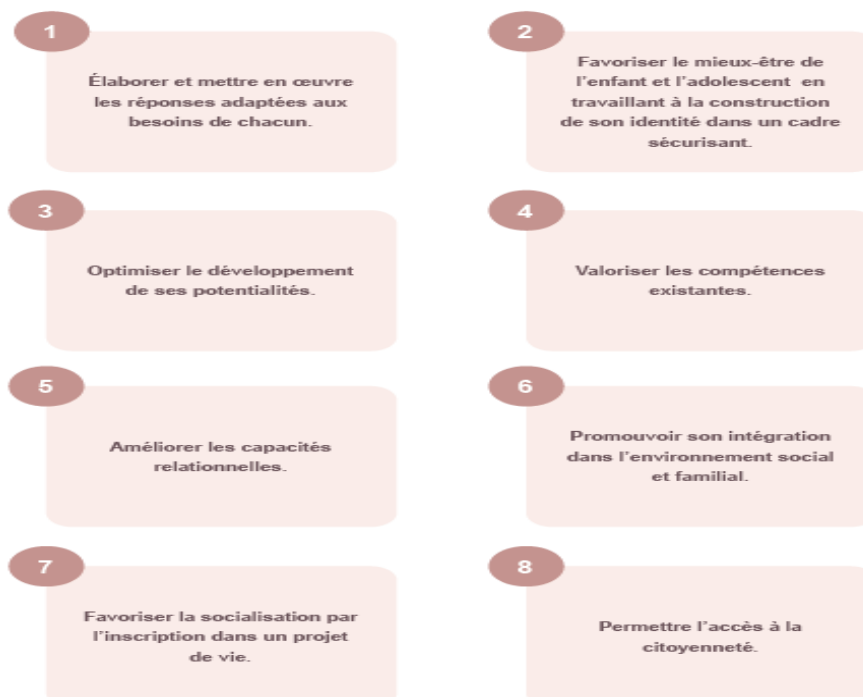 1
Élaborer et mettre en œuvre
les réponses adaptées aux
besoins de chacun.
2
Favoriser le mieux-être de
l'enfant et l'adolescent en
travaillant à la construction
de son identité dans un cadre
sécurisant.
3
Optimiser le développement
de ses potentialités.
4
Valoriser les compétences
existantes.
5
Améliorer les capacités
relationnelles.
6
Promouvoir son intégration
dans l'environnement social
et familial.
7
Favoriser la socialisation par
l'inscription dans un projet
de vie.
8
Permettre l'accès à la
citoyenneté.